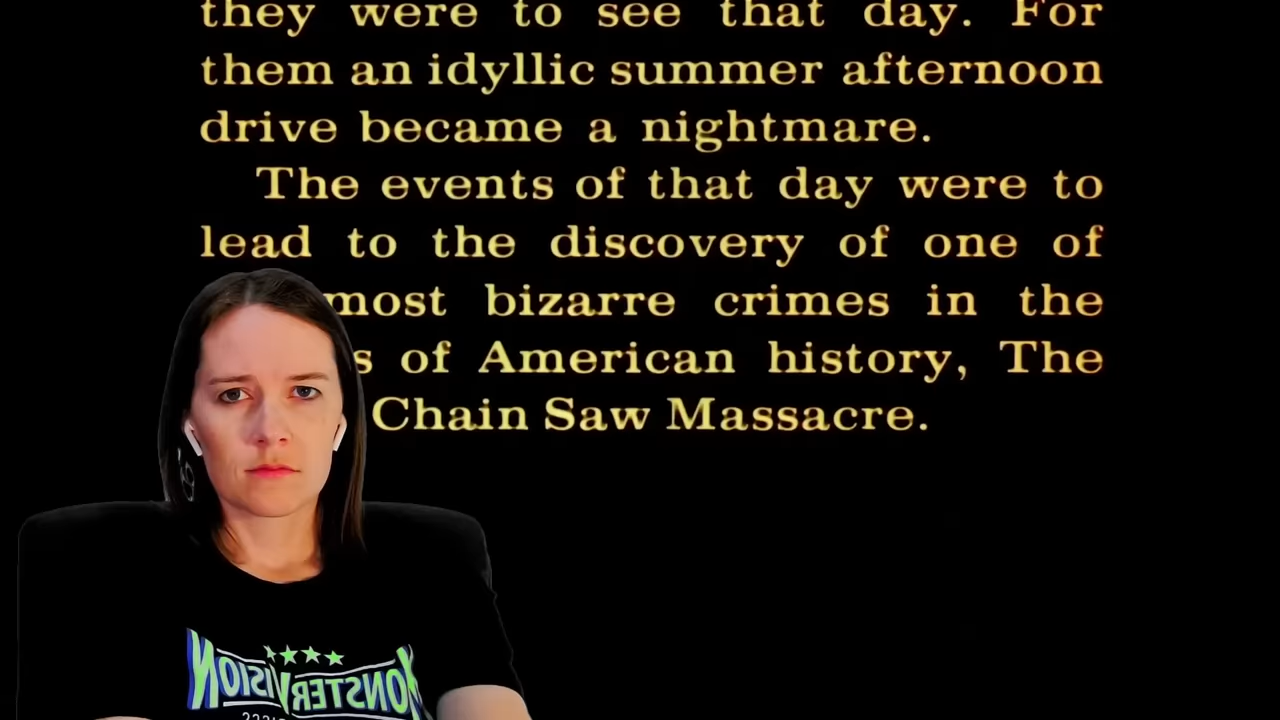 they were to see that day. For
them an idyllic summer afternoon
drive became a nightmare.
The events of that day were to
lead to the discovery of one of
most bizarre crimes in the
s of American history, The
Chain Saw Massacre.
MONSTERVISION